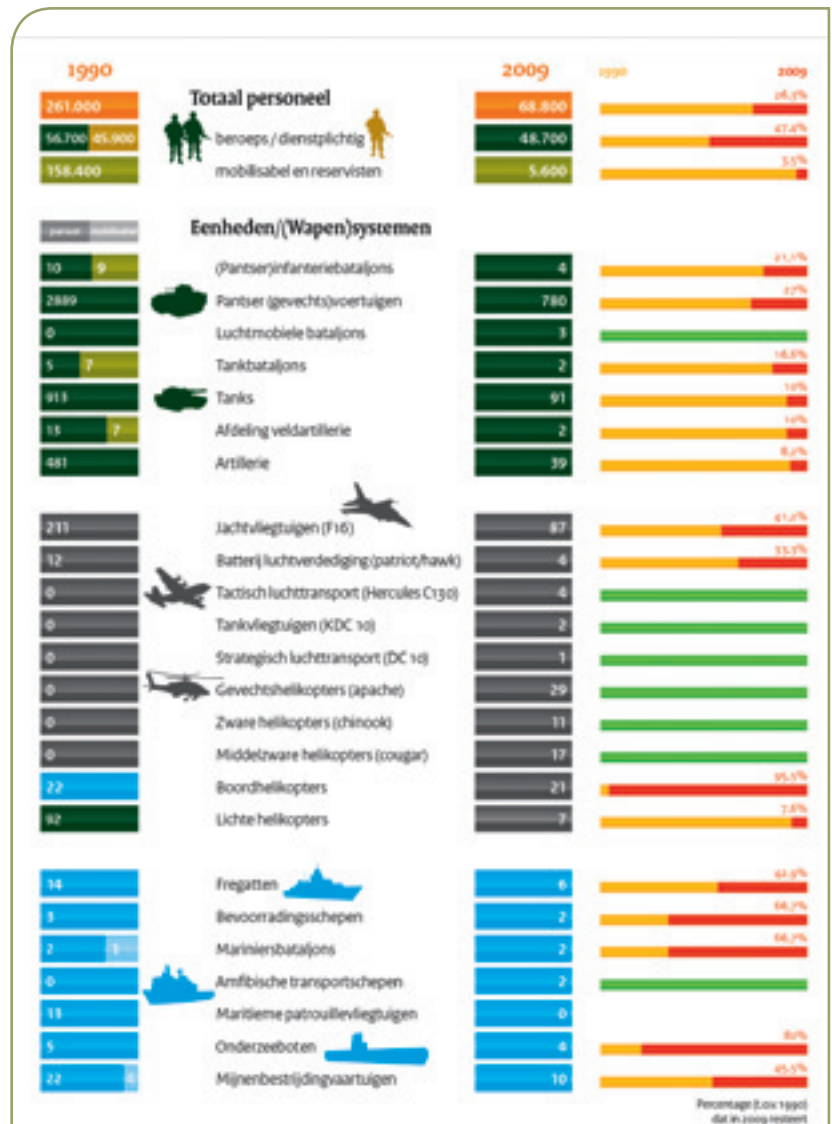 1990 2009 1990 2009
Totaal personeel
261.000 68.800 26,3%
56.700 45.900 beroeps / dienstplichtig 48.700 47.4%
158.400 mobilisabel en reservisten 5.600 3.5%
Eenheden/(Wapen)systemen
10 9 (Pantser)infanteriebataljons 4 21,1%
2889 Pantser (gevechts)voertuigen 780 27%
0 Luchtmobiele bataljons 3
5 7 Tankbataljons 2 16,6%
913 Tanks 91 10%
13 7 Afdeling veldartillerie 2 10%
481 Artillerie 39 8,2%
211 Jachtvliegtuigen (F16) 87 41,2%
12 Batterij luchtverdediging/patriot/hawk) 4 33,3%
0 Tactisch luchttransport (Hercules C130) 4
0 Tankvliegtuigen (KDC 10) 2
0 Strategisch luchttransport (DC 10) 1
0 Gevechtshelikopters (apache) 29
0 Zware helikopters (chinook) 11
0 Middelzware helikopters (cougar) 17
22 Boordhelikopters 21 95,5%
92 Lichte helikopters 7 7,6%
14 Fregatten 6 42,9%
3 Bevoorradingsschepen 2 66,7%
2 1 Mariniersbataljons 2 66,7%
0 Amfibische transportschepen 2
13 Maritieme patrouillevliegtuigen 0
5 Onderzeeboten 4 80%
22 Mijnenbestrijdingvaartuigen 10 45,5%
Percentage (t.o.v. 1990)
dat in 2009 resteert